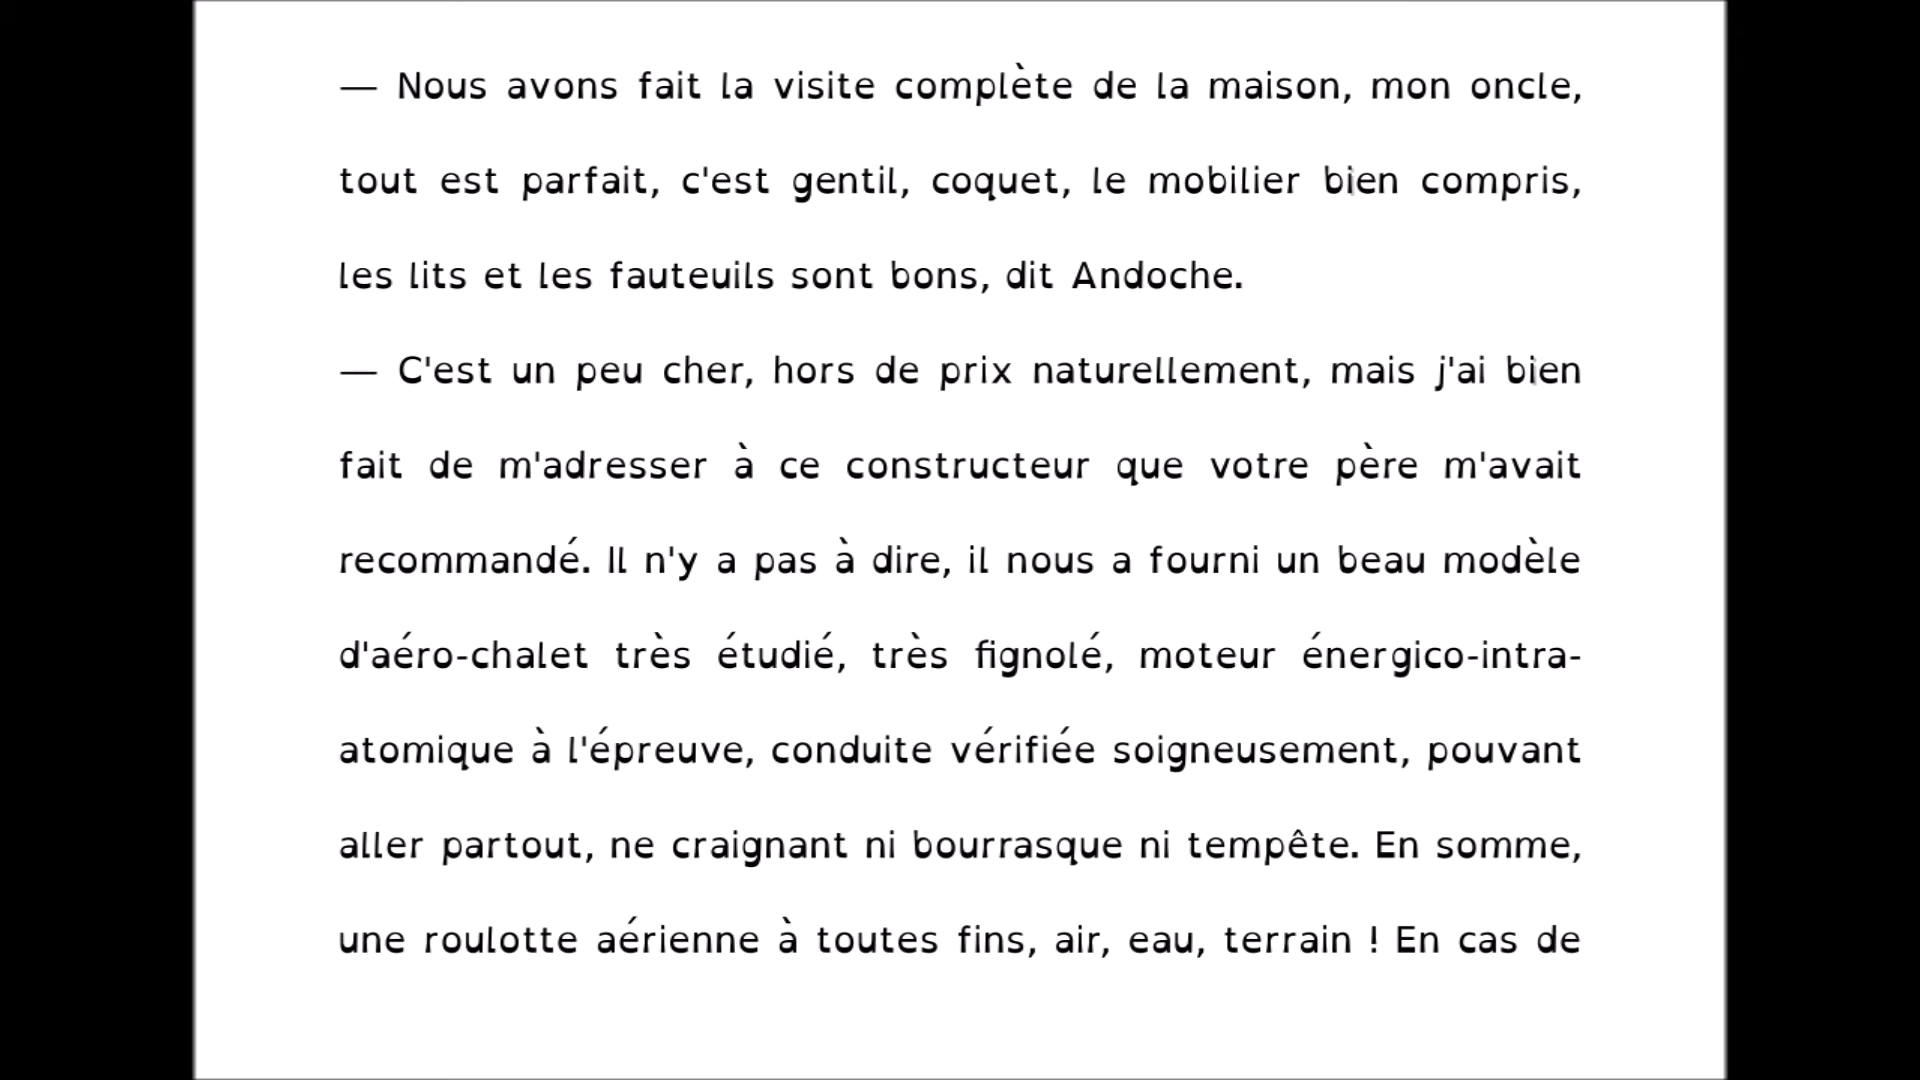 — Nous avons fait la visite complète de la maison, mon oncle,
tout est parfait, c'est gentil, coquet, le mobilier bien compris,
les lits et les fauteuils sont bons, dit Andoche.
— C'est un peu cher, hors de prix naturellement, mais j'ai bien
fait de m'adresser à ce constructeur que votre père m'avait
recommandé. Il n'y a pas à dire, il nous a fourni un beau modèle
d'aéro-chalet très étudié, très fignolé, moteur énergico-intra-
atomique à l'épreuve, conduite vérifiée soigneusement, pouvant
aller partout, ne craignant ni bourrasque ni tempête. En somme,
une roulotte aérienne à toutes fins, air, eau, terrain ! En cas de